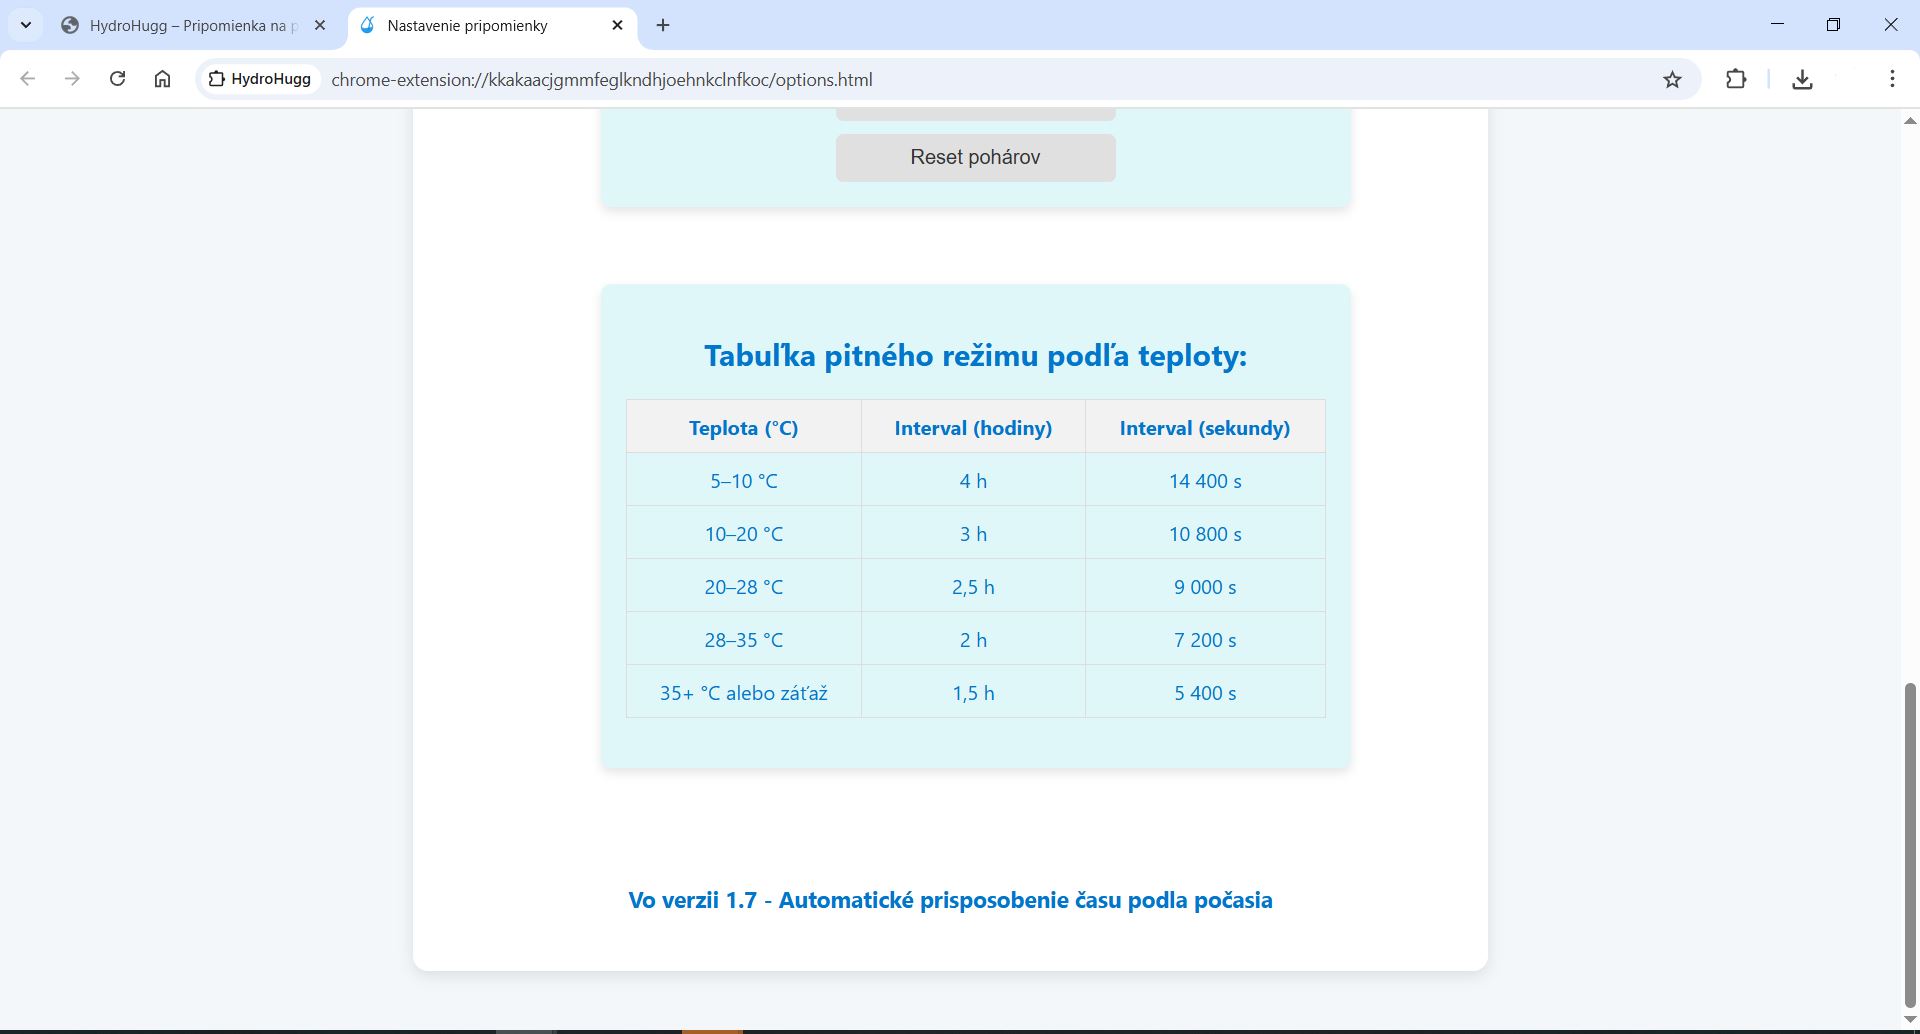 HydroHugg – Pripomienka na p
Nastavenie pripomienky
HydroHugg
chrome-extension://kkakaacjgmmfeglkndhjoehnkclnfkoc/options.html
Reset pohárov
Tabuľka pitného režimu podľa teploty:
Teplota (°C) Interval (hodiny) Interval (sekundy)
5–10 °C 4 h 14 400 s
10–20 °C 3 h 10 800 s
20–28 °C 2,5 h 9 000 s
28–35 °C 2 h 7 200 s
35+ °C alebo záťaž 1,5 h 5 400 s
Vo verzii 1.7 - Automatické prisposobenie času podla počasia